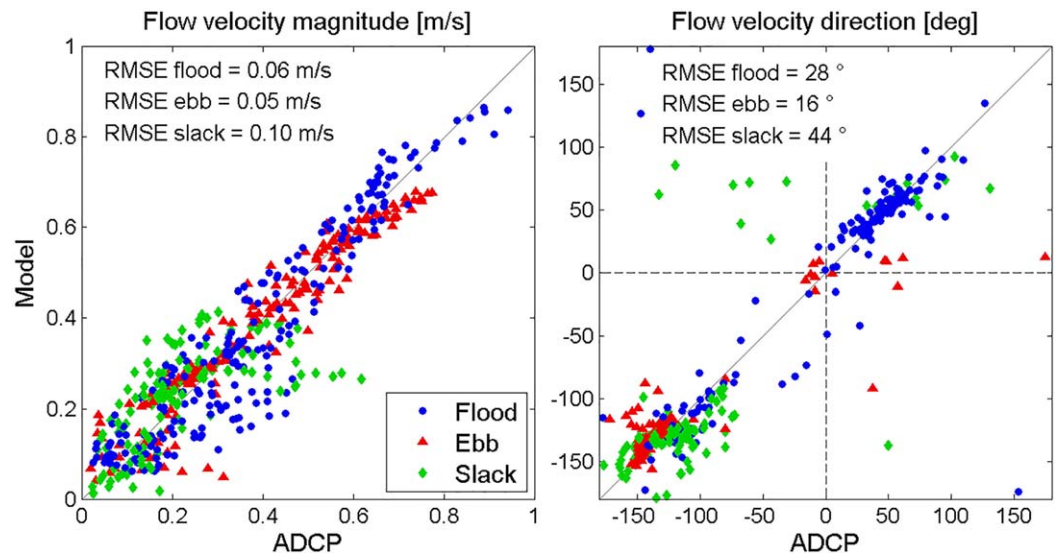 Flow velocity magnitude [m/s]
RMSE flood = 0.06 m/s
RMSE ebb = 0.05 m/s
RMSE slack = 0.10 m/s
1
0.8
0.6
0.4
0.2
0
Model
0 0.2 0.4 0.6 0.8 1
ADCP
Flood
Ebb
Slack
Flow velocity direction [deg]
RMSE flood = 28 °
RMSE ebb = 16 °
RMSE slack = 44 °
150
100
50
0
-50
-100
-150
-150 -100 -50 0 50 100 150
ADCP